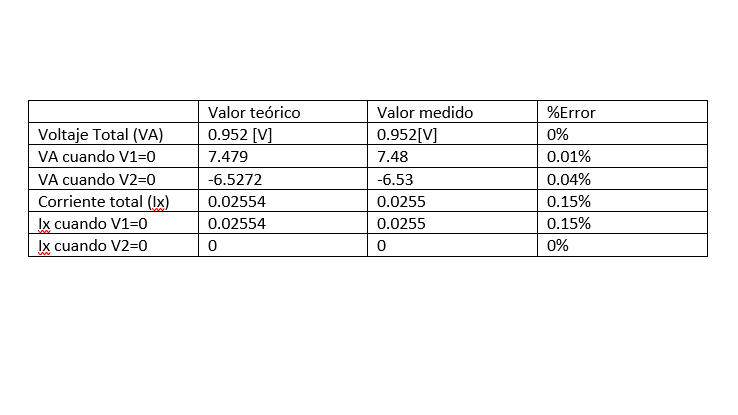 Valor teórico Valor medido %Error
Voltaje Total (VA) 0.952 [V] 0.952[V] 0%
VA cuando V1=0 7.479 7.48 0.01%
VA cuando V2=0 -6.5272 -6.53 0.04%
Corriente total (Ix) 0.02554 0.0255 0.15%
Ix cuando V1=0 0.02554 0.0255 0.15%
Ix cuando V2=0 0 0 0%